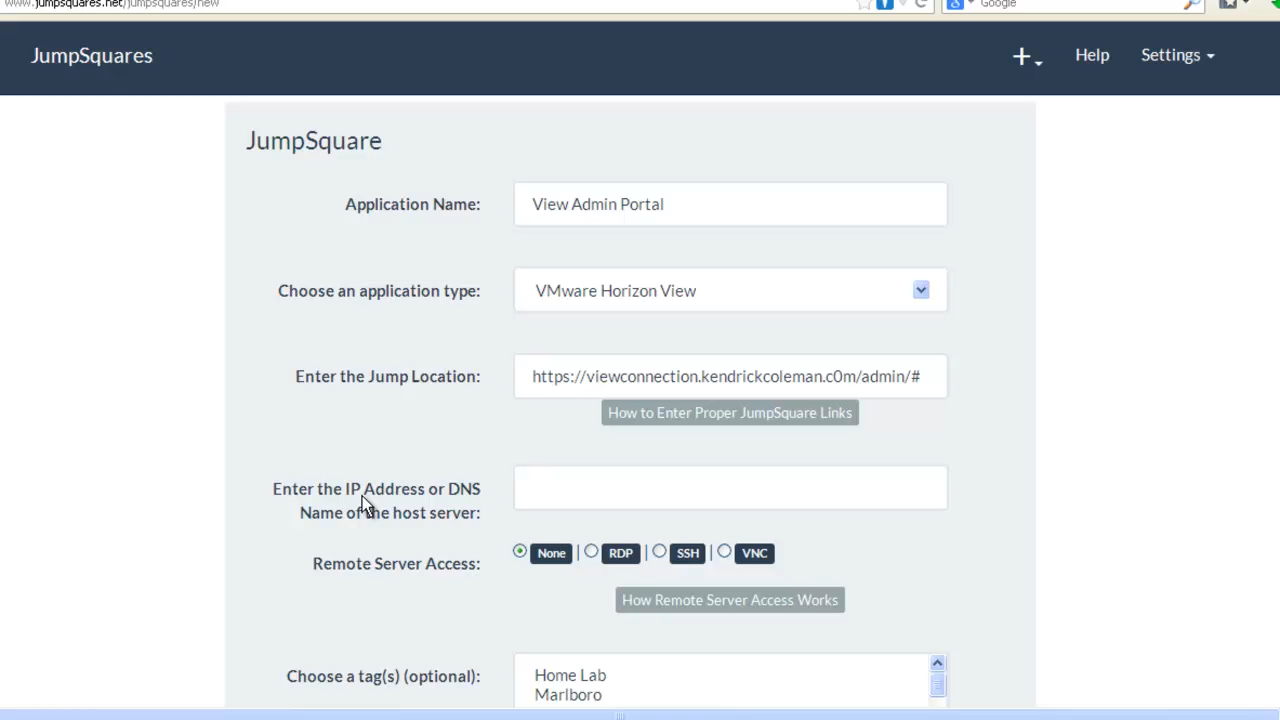 www.jumpsquares.net/jumpsquares/new
Google
JumpSquares
+ Help Settings
JumpSquare
Application Name: View Admin Portal
Choose an application type: VMware Horizon View
Enter the Jump Location: https://viewconnection.kendrickcoleman.c0m/admin/#
How to Enter Proper JumpSquare Links
Enter the IP Address or DNS
Name of the host server:
Remote Server Access: None | RDP | SSH | VNC
How Remote Server Access Works
Choose a tag(s) (optional): Home Lab
Marlboro